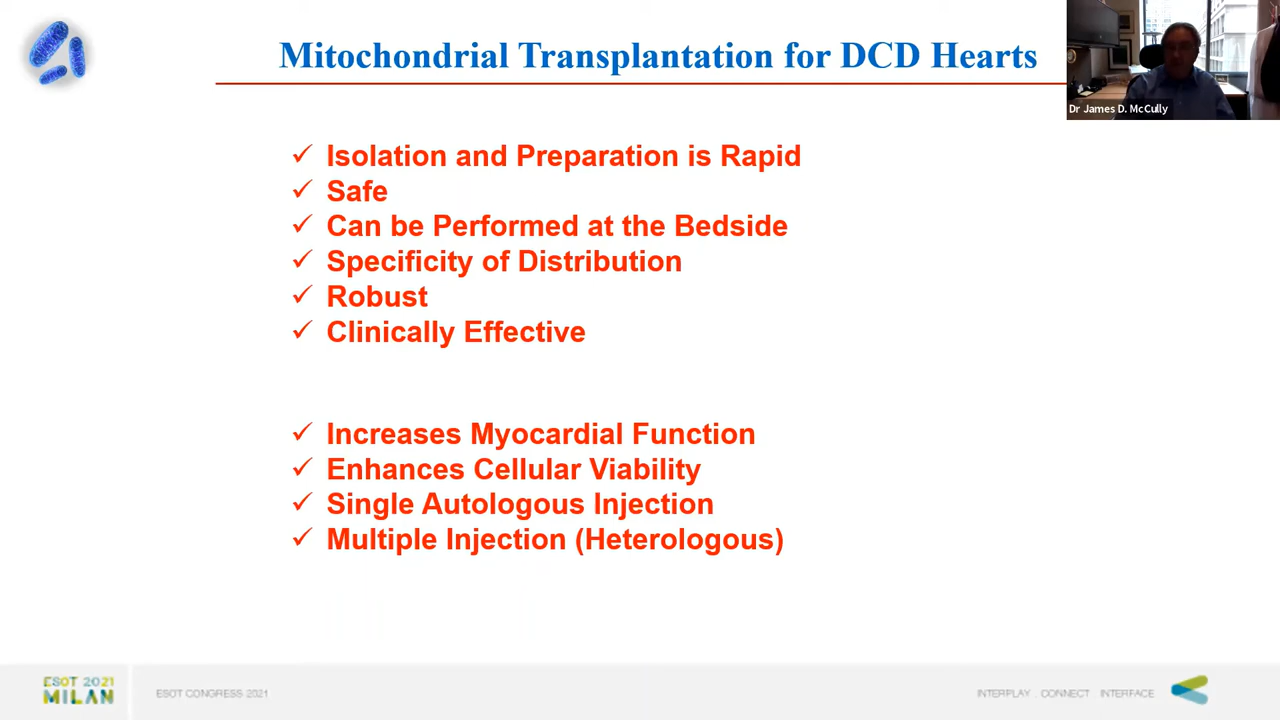 Mitochondrial Transplantation for DCD Hearts
Dr James D. McCully
✓ Isolation and Preparation is Rapid
✓ Safe
✓ Can be Performed at the Bedside
✓ Specificity of Distribution
✓ Robust
✓ Clinically Effective
✓ Increases Myocardial Function
✓ Enhances Cellular Viability
✓ Single Autologous Injection
✓ Multiple Injection (Heterologous)
ESOT 2021
MILAN
ESOT CONGRESS 2021
INTERPLAY . CONNECT INTERFACE